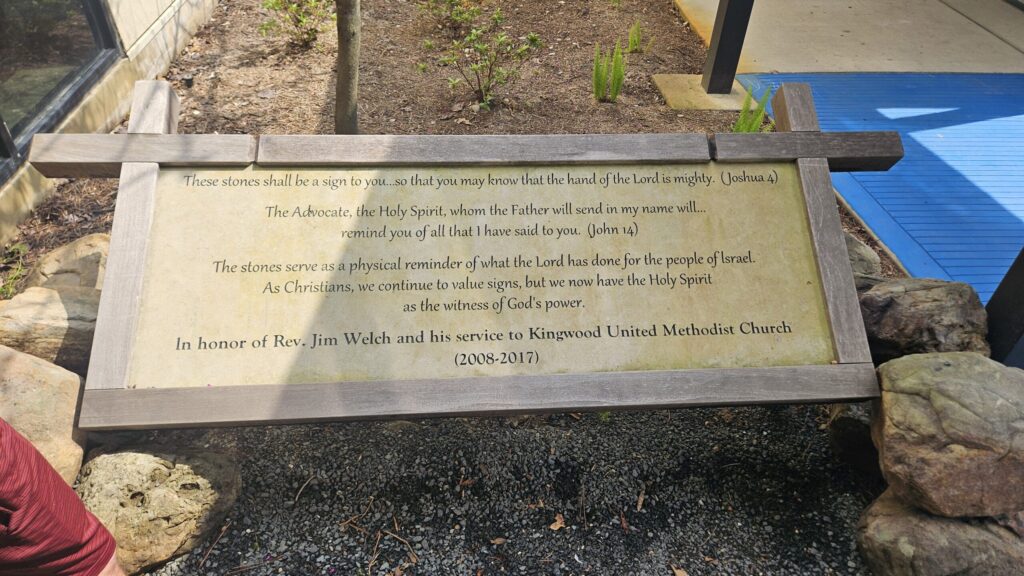 These stones shall be a sign to you...so that you may know that the hand of the Lord is mighty. (Joshua 4)
The Advocate, the Holy Spirit, whom the Father will send in my name will...
remind you of all that I have said to you. (John 14)
The stones serve as a physical reminder of what the Lord has done for the people of Israel.
As Christians, we continue to value signs, but we now have the Holy Spirit
as the witness of God's power.
In honor of Rev. Jim Welch and his service to Kingwood United Methodist Church
(2008-2017)